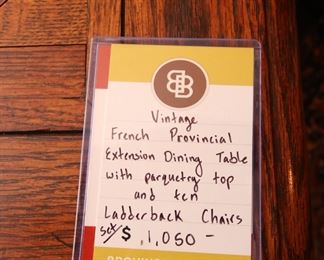 B B
Vintage
French Provincial
Extension Dining Table
with parquetry top
and ten
Ladderback Chairs
set/$ 1,050-